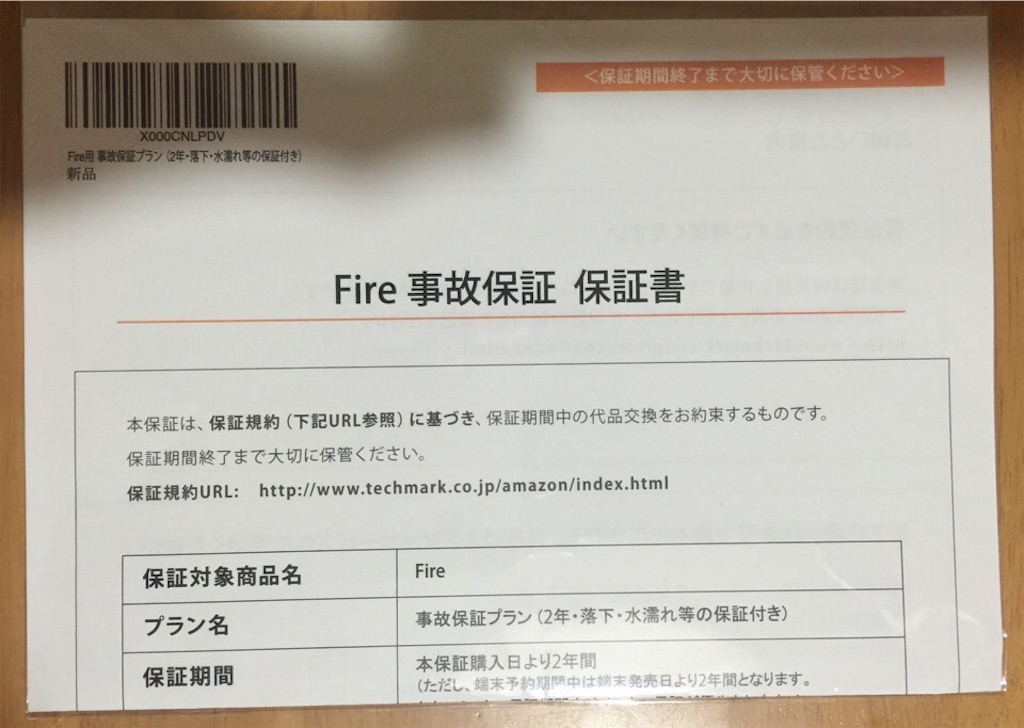 <保証期間終了まで大切に保管ください>
X000CNLPDV
Fire用 事故保証プラン (2年・落下・水濡れ等の保証付き)
新品
Fire 事故保証 保証書
本保証は、保証規約（下記URL参照）に基づき、保証期間中の代品交換をお約束するものです。
保証期間終了まで大切に保管ください。
保証規約URL: http://www.techmark.co.jp/amazon/index.html
保証対象商品名 Fire
プラン名 事故保証プラン（2年・落下・水濡れ等の保証付き）
保証期間 本保証購入日より2年間
（ただし、端末予約期間中は端末発売日より2年間となります。